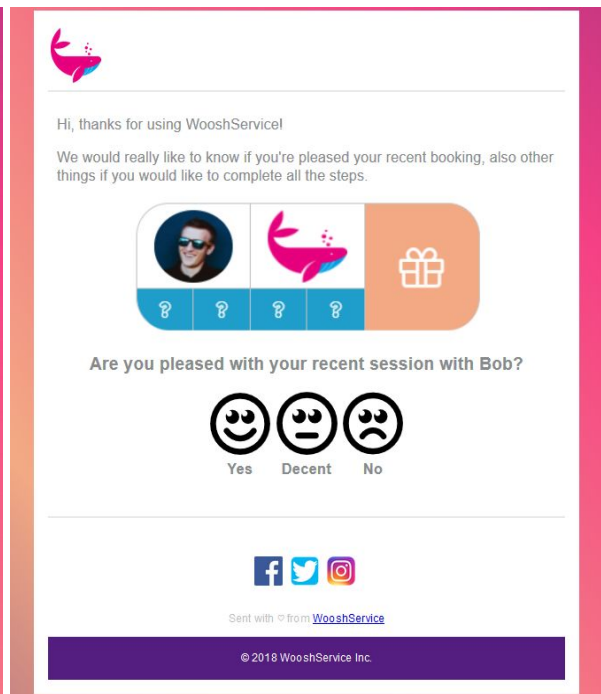 Hi, thanks for using WooshService!
We would really like to know if you're pleased your recent booking, also other
things if you would like to complete all the steps.
? ? ? ?
Are you pleased with your recent session with Bob?
Yes Decent No
Sent with ♡ from WooshService
© 2018 WooshService Inc.